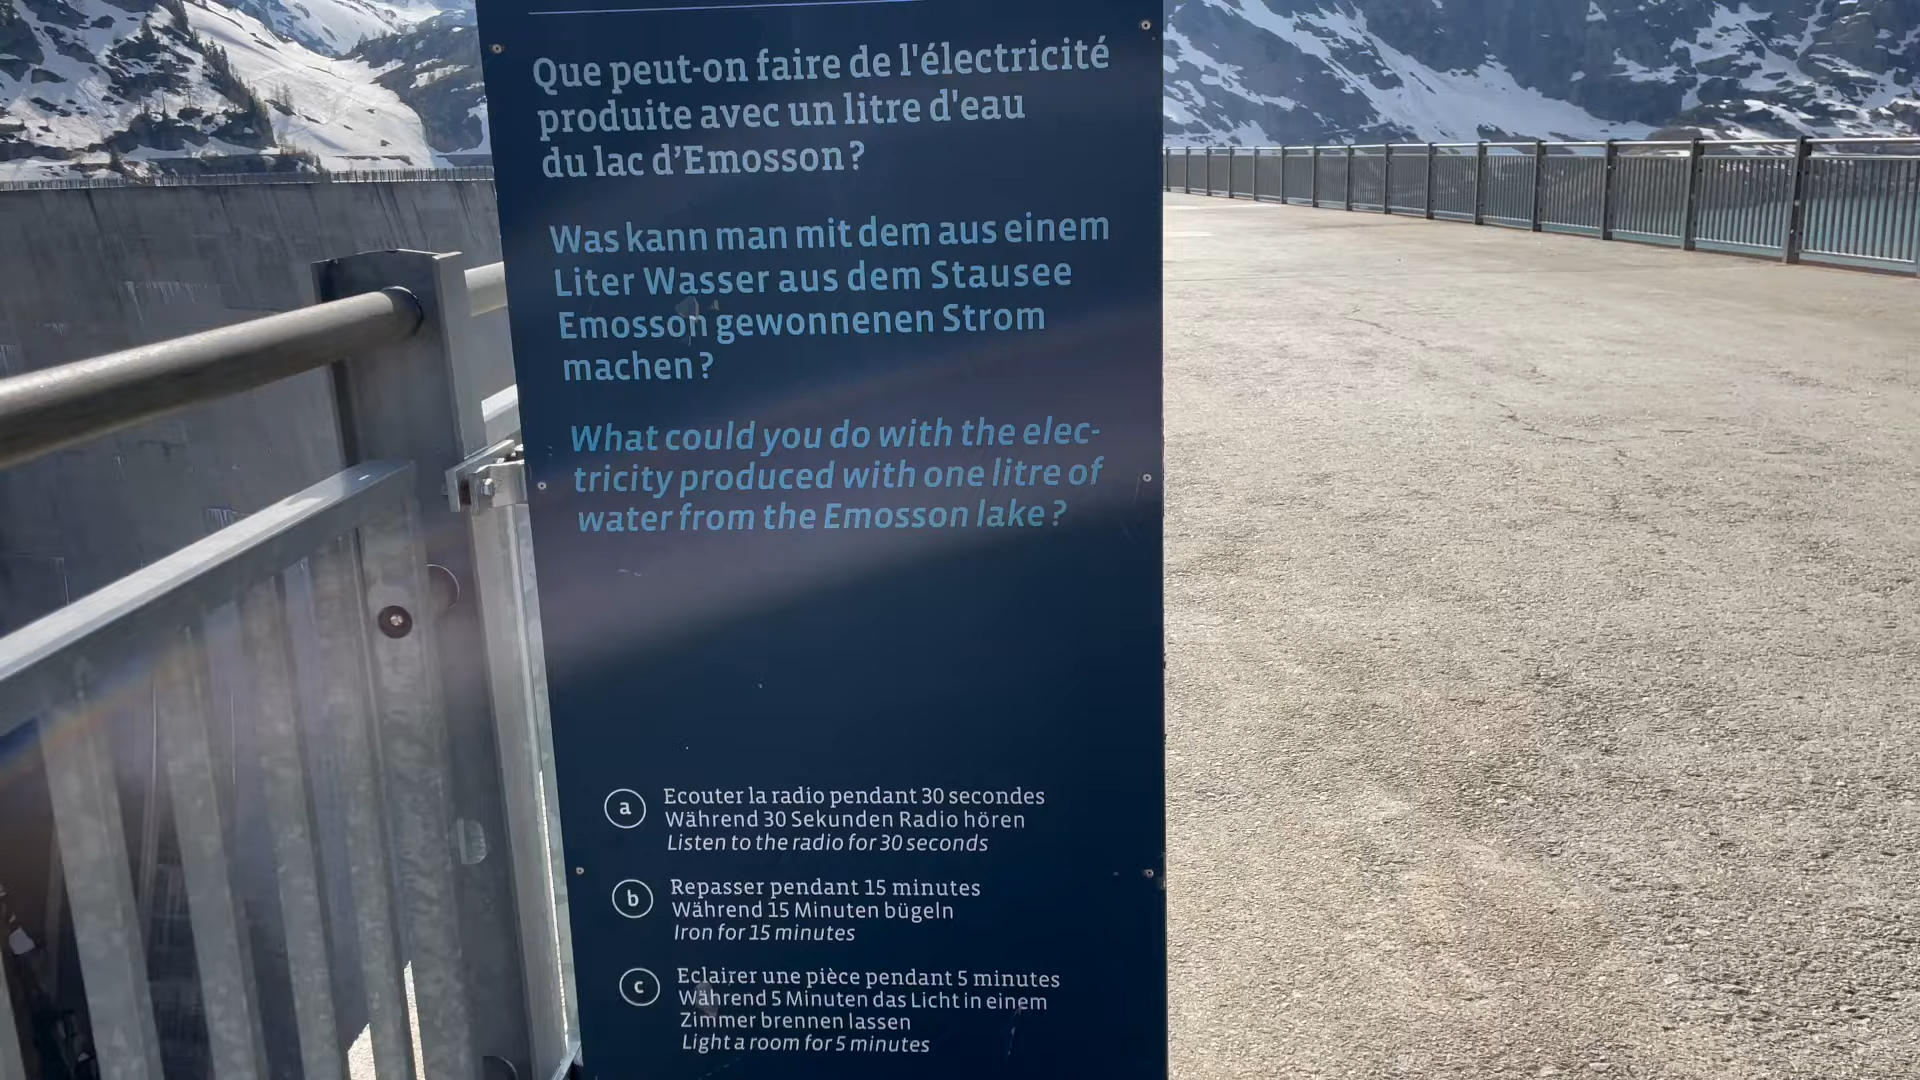 Que peut-on faire de l'électricité
produite avec un litre d'eau
du lac d’Emosson ?
Was kann man mit dem aus einem
Liter Wasser aus dem Stausee
Emosson gewonnenen Strom
machen ?
What could you do with the elec-
tricity produced with one litre of
water from the Emosson lake ?
a
Ecouter la radio pendant 30 secondes
Während 30 Sekunden Radio hören
Listen to the radio for 30 seconds
b
Repasser pendant 15 minutes
Während 15 Minuten bügeln
Iron for 15 minutes
c
Eclairer une pièce pendant 5 minutes
Während 5 Minuten das Licht in einem
Zimmer brennen lassen
Light a room for 5 minutes